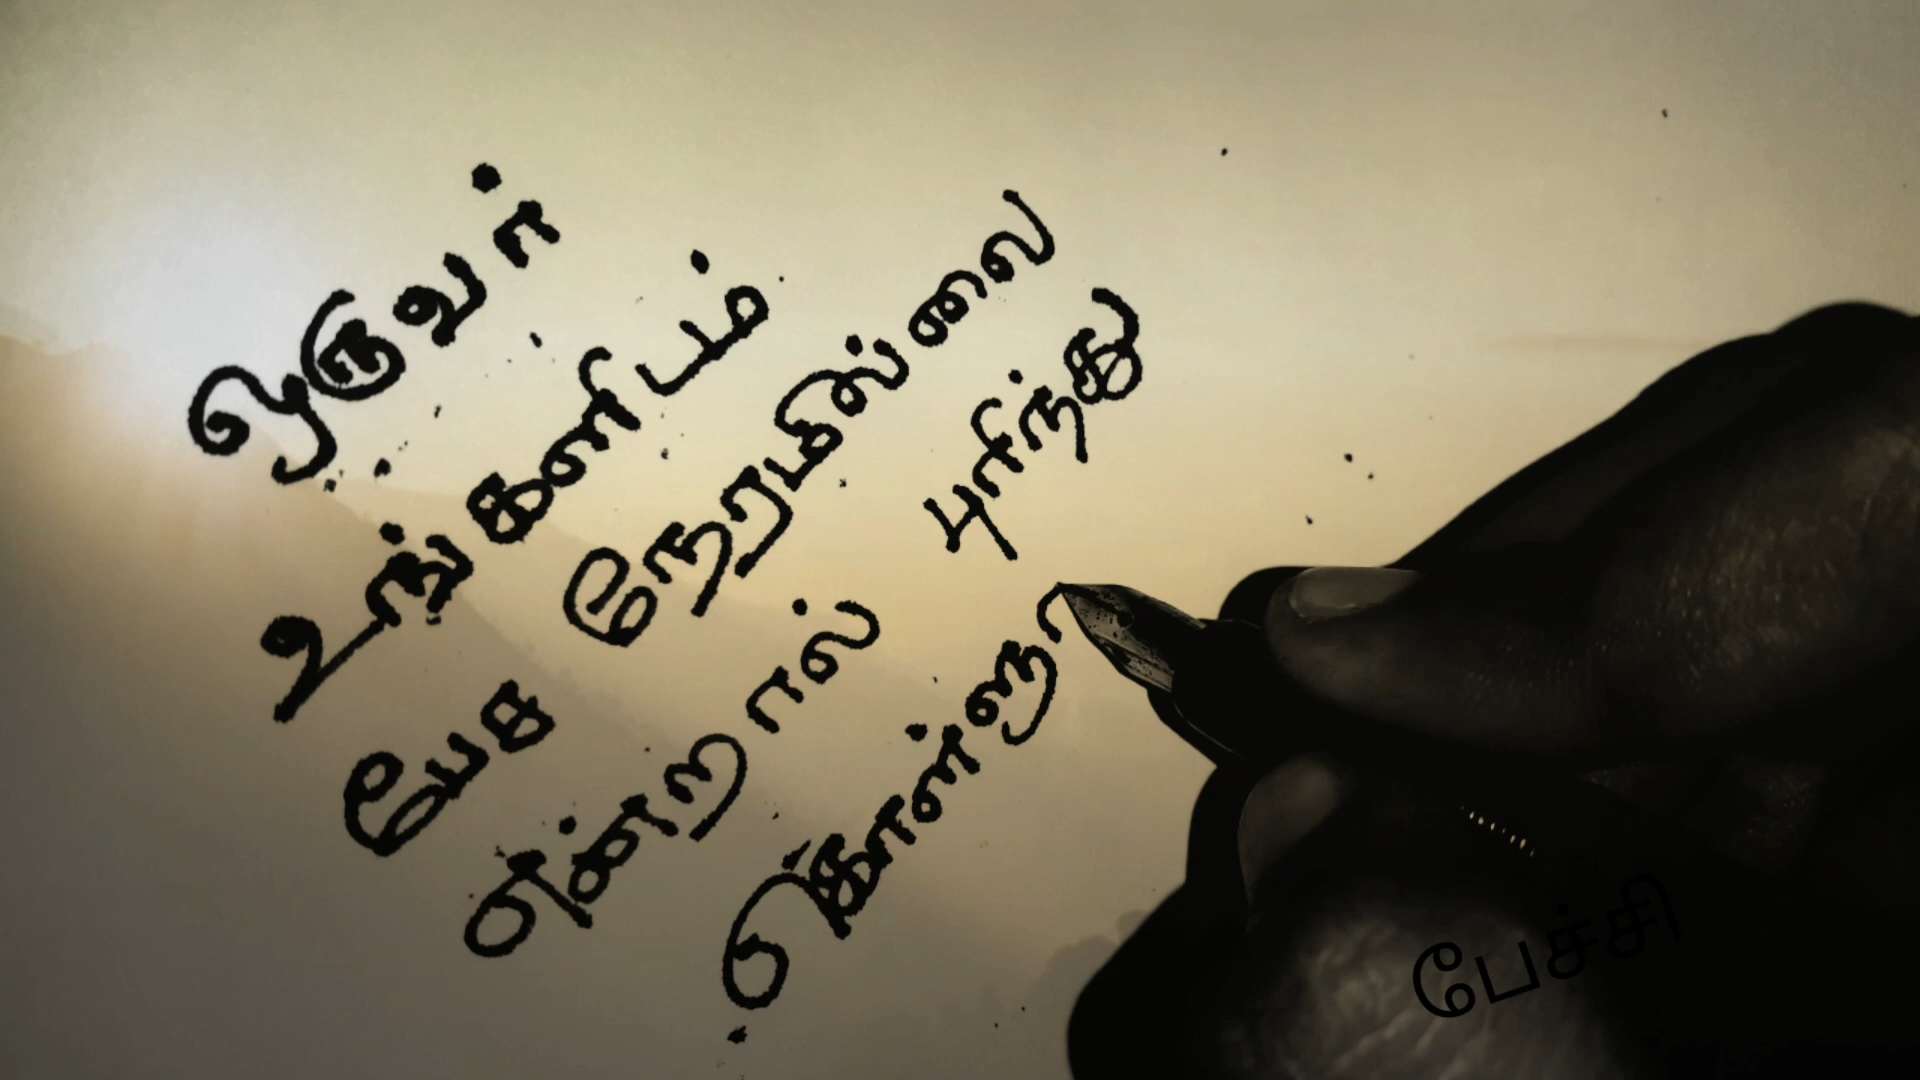 ஒருவர்
உங்களிடம்
பேச நேரமில்லை
என்றால் புரிந்து
கொள்ளு
பேச்சி